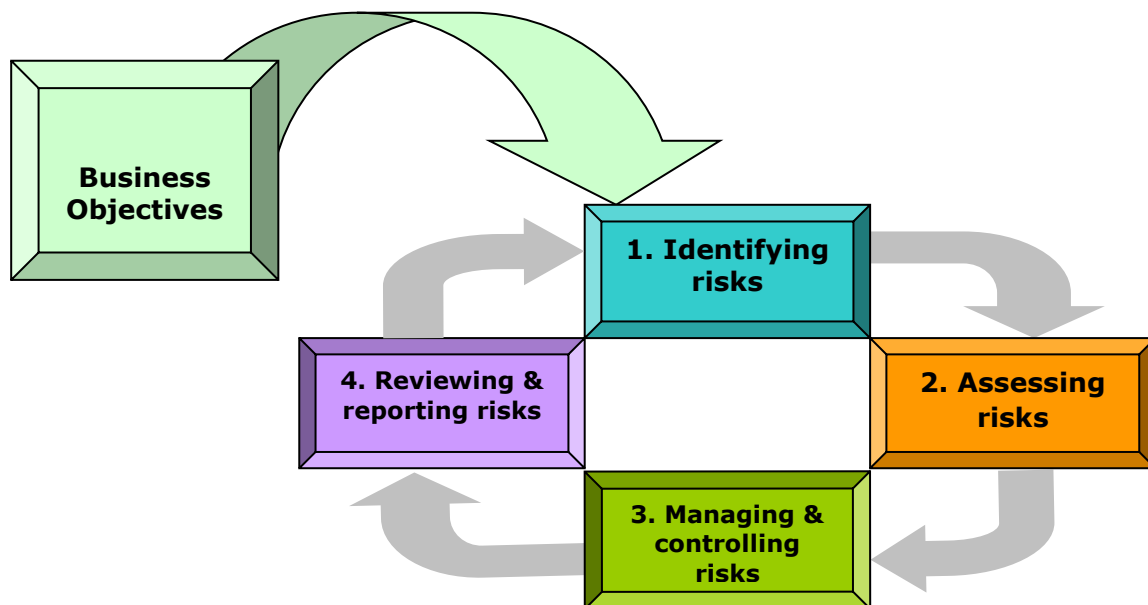 Business
Objectives
1. Identifying
risks
2. Assessing
risks
3. Managing &
controlling
risks
4. Reviewing &
reporting risks